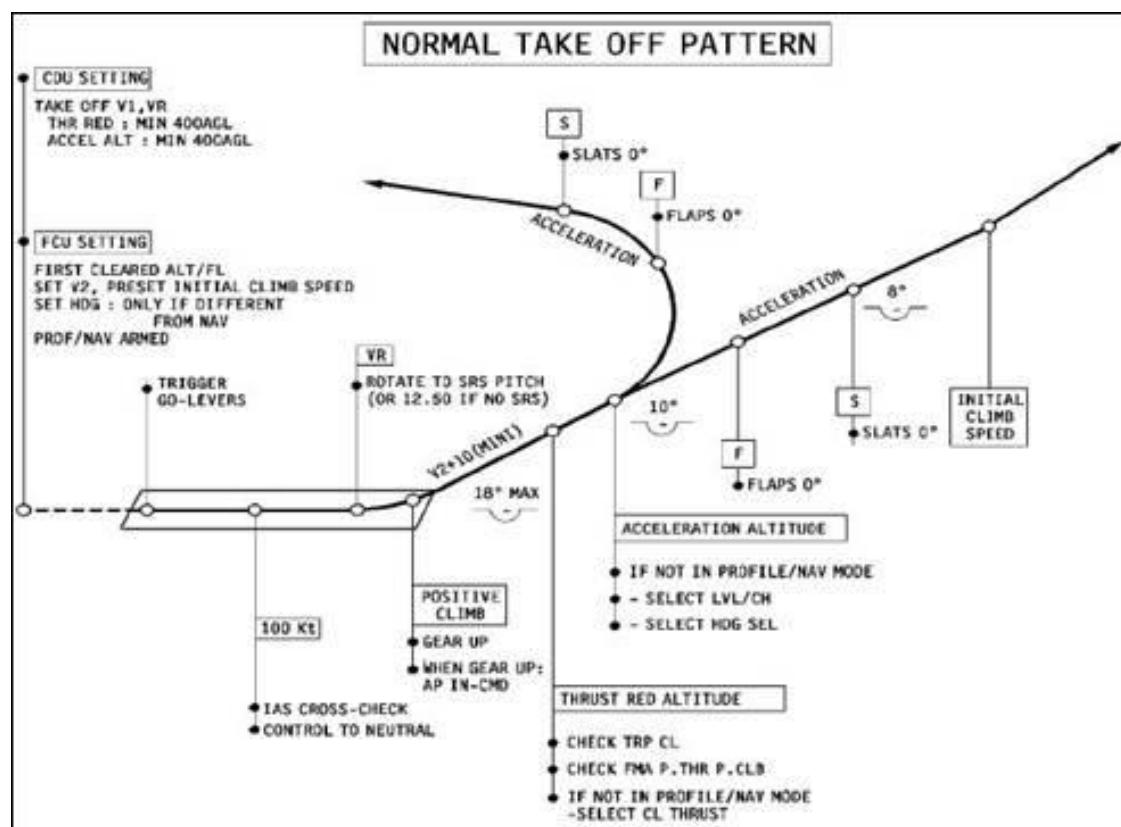 NORMAL TAKE OFF PATTERN
CDU SETTING
TAKE OFF V1,VR
THR RED : MIN 400AGL
ACCEL ALT : MIN 400AGL
FCU SETTING
FIRST CLEARED ALT/FL
SET V2, PRESET INITIAL CLIMB SPEED
SET HDG : ONLY IF DIFFERENT
FROM NAV
PROF/NAV ARMED
TRIGGER
GO-LEVERS
VR
ROTATE TO SRS PITCH
(OR 12.50 IF NO SRS)
S
SLATS 0°
F
FLAPS 0°
ACCELERATION
ACCELERATION
8°
V2+10(MINI)
18° MAX
10°
F
FLAPS 0°
S
SLATS 0°
INITIAL
CLIMB
SPEED
100 Kt
IAS CROSS-CHECK
CONTROL TO NEUTRAL
POSITIVE
CLIMB
GEAR UP
WHEN GEAR UP:
AP IN-CMD
ACCELERATION ALTITUDE
IF NOT IN PROFILE/NAV MODE
- SELECT LVL/CH
- SELECT HDG SEL
THRUST RED ALTITUDE
CHECK TRP CL
CHECK FMA P.THR P.CLB
IF NOT IN PROFILE/NAV MODE
-SELECT CL THRUST